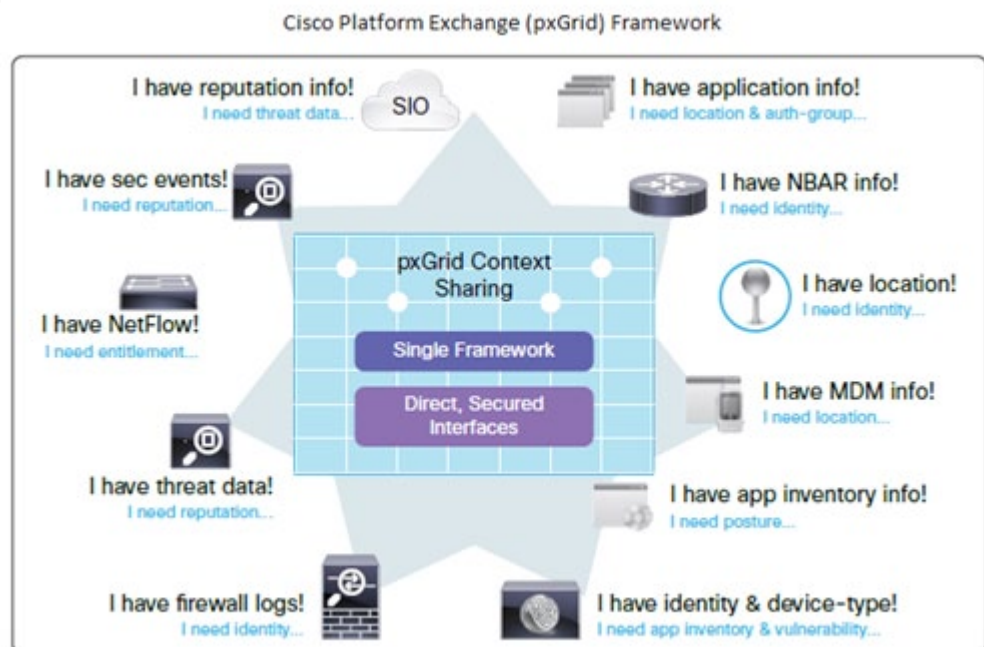 Cisco Platform Exchange (pxGrid) Framework
I have reputation info!
I need threat data...
SIO
I have application info!
I need location & auth-group...
I have sec events!
I need reputation...
I have NBAR info!
I need identity...
pxGrid Context
Sharing
Single Framework
Direct, Secured
Interfaces
I have NetFlow!
I need entitlement...
I have location!
I need identity...
I have MDM info!
I need location...
I have threat data!
I need reputation...
I have app inventory info!
I need posture...
I have firewall logs!
I need identity...
I have identity & device-type!
I need app inventory & vulnerability...